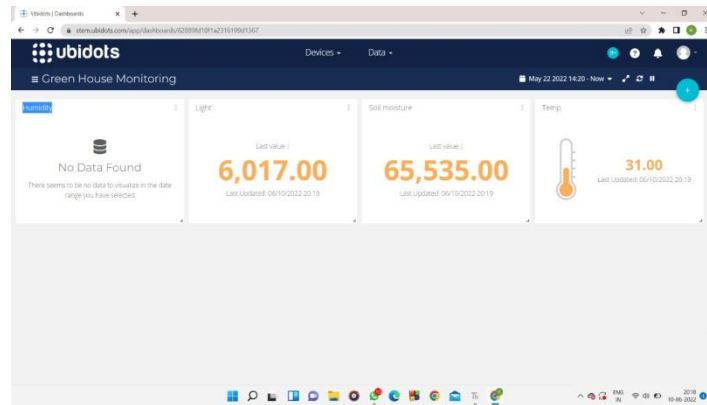 Ubidots | Dashboards
stem.ubidots.com/app/dashboards/
ubidots
Devices
Data
Green House Monitoring
May 22 2022 14:20 - Now
Humidity
No Data Found
There seems to be no data to visualize in the date
range you have selected
Light
Last value :
6,017.00
Last Updated: 06/10/2022 20:19
Soil moisture
Last value :
65,535.00
Last Updated: 06/10/2022 20:19
Temp
31.00
Last Updated: 06/10/2022 20:19
ENG
IN
10-06-2022